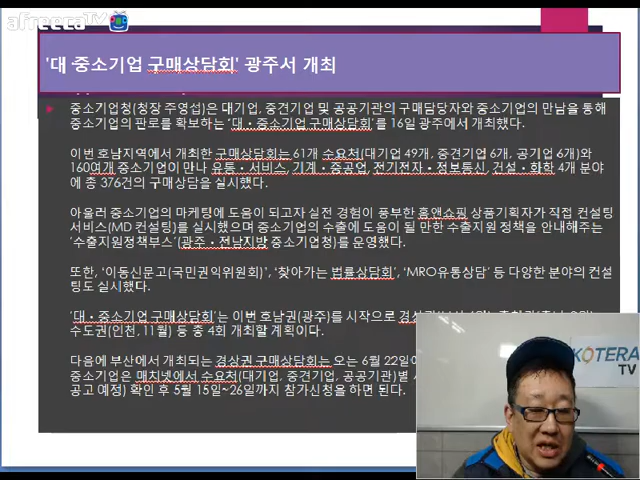 afreecaTV
'대·중소기업 구매상담회' 광주서 개최
중소기업청(청장 주영섭)은 대기업, 중견기업 및 공공기관의 구매담당자와 중소기업의 만남을 통해
중소기업의 판로를 확보하는 '대·중소기업 구매상담회'를 16일 광주에서 개최했다.
이번 호남지역에서 개최한 구매상담회는 61개 수요처(대기업 49개, 중견기업 6개, 공기업 6개)와
160여개 중소기업이 만나 유통·서비스, 기계·중공업, 전기전자·정보통신, 건설·화학 4개 분야
에 총 376건의 구매상담을 실시했다.
아울러 중소기업의 마케팅에 도움이 되고자 실전 경험이 풍부한 홈앤쇼핑 상품기획자가 직접 컨설팅
서비스(MD 컨설팅)를 실시했으며 중소기업의 수출에 도움이 될 만한 수출지원 정책을 안내해주는
'수출지원정책부스'(광주·전남지방 중소기업청)를 운영했다.
또한, '이동신문고(국민권익위원회)', '찾아가는 법률상담회', 'MRO유통상담' 등 다양한 분야의 컨설
팅도 실시했다.
'대·중소기업 구매상담회'는 이번 호남권(광주)를 시작으로
수도권(인천, 11월) 등 총 4회 개최할 계획이다.
다음에 부산에서 개최되는 경상권 구매상담회는 오는 6월 22일
중소기업은 매치넷에서 수요처(대기업, 중견기업, 공공기관)별
공고 예정) 확인 후 5월 15일~26일까지 참가신청을 하면 된다.
KOTERA
TV